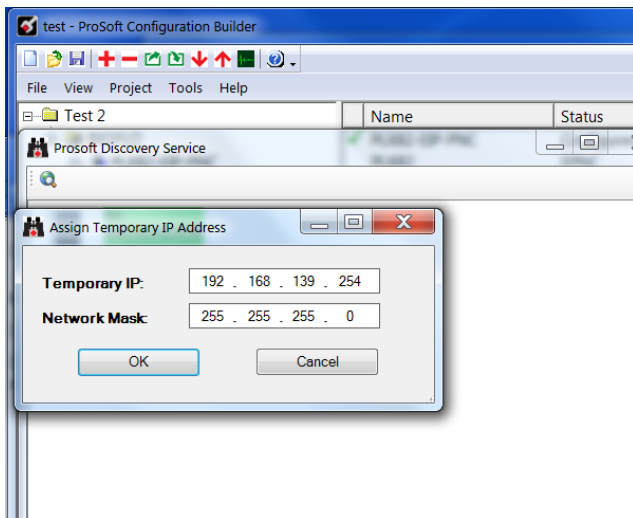 test - ProSoft Configuration Builder
File View Project Tools Help
Test 2
Name Status
Prosoft Discovery Service
Assign Temporary IP Address
Temporary IP: 192 . 168 . 139 . 254
Network Mask: 255 . 255 . 255 . 0
OK Cancel